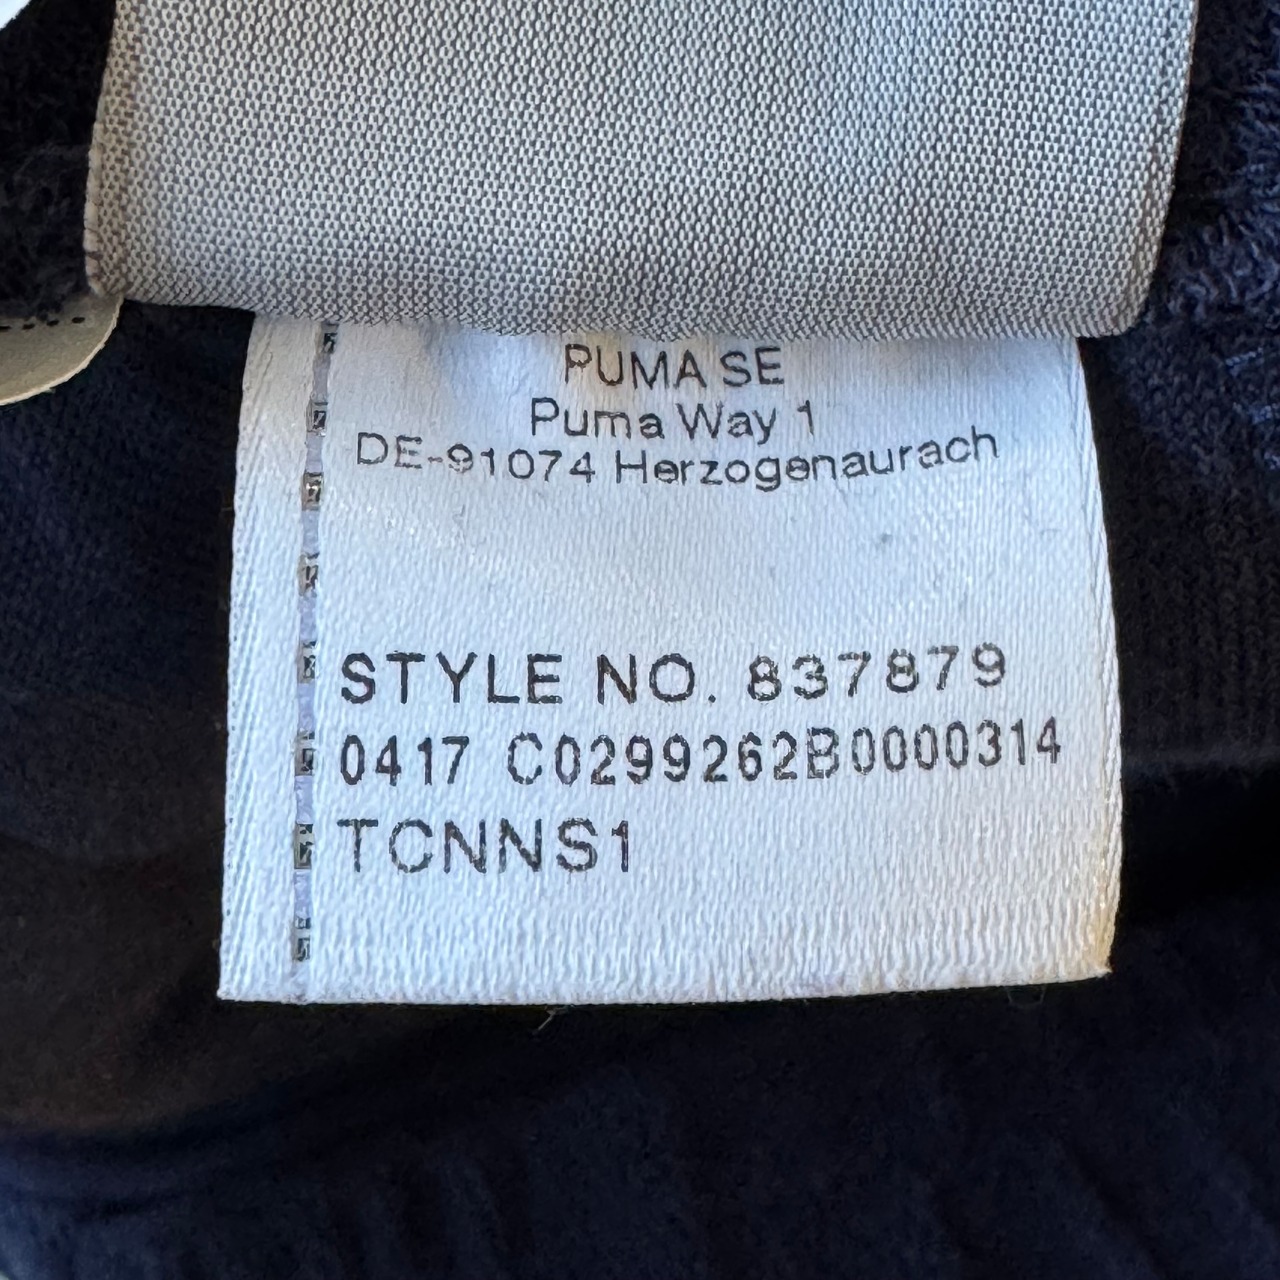 PUMA SE
Puma Way 1
DE-91074 Herzogenaurach
STYLE NO. 837879
0417 C0299262B0000314
TCNNS1